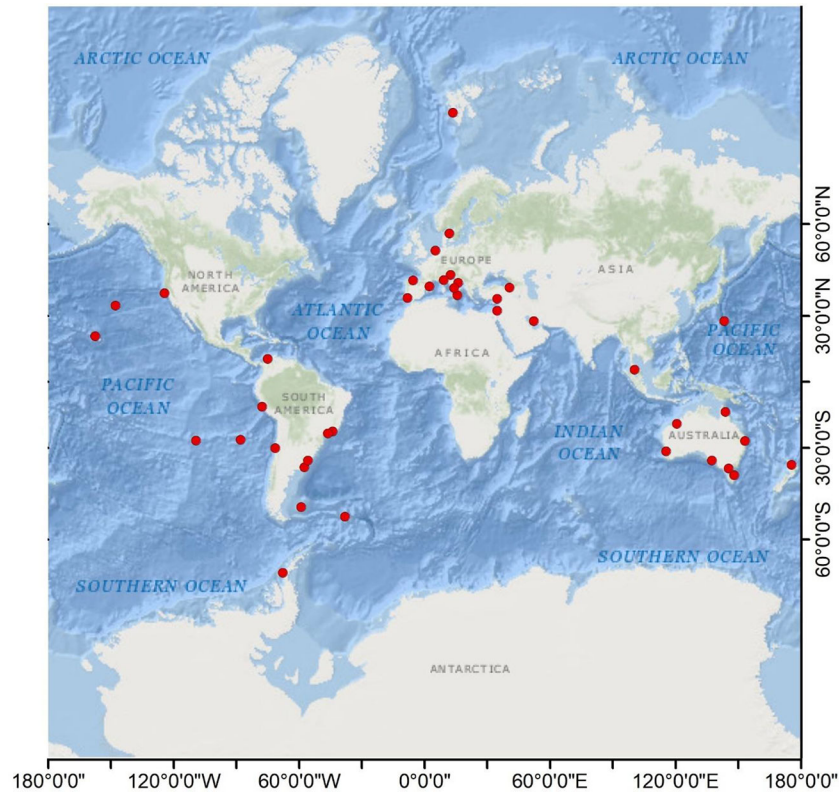 ARCTIC OCEAN
ARCTIC OCEAN
60°0'0"N
EUROPE
ASIA
NORTH
AMERICA
ATLANTIC
OCEAN
30°0'0"N
PACIFIC
OCEAN
AFRICA
PACIFIC
OCEAN
SOUTH
AMERICA
INDIAN
OCEAN
AUSTRALIA
30°0'0"S
60°0'0"S
SOUTHERN OCEAN
SOUTHERN OCEAN
ANTARCTICA
180°0'0" 120°0'0"W 60°0'0"W 0°0'0" 60°0'0"E 120°0'0"E 180°0'0"